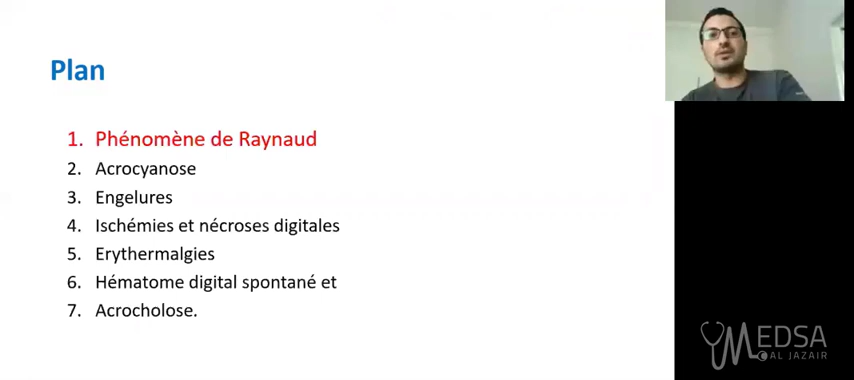 Plan
1. Phénomène de Raynaud
2. Acrocyanose
3. Engelures
4. Ischémies et nécroses digitales
5. Erythermalgies
6. Hématome digital spontané et
7. Acrocholose.
MEDSA
AL JAZAIR